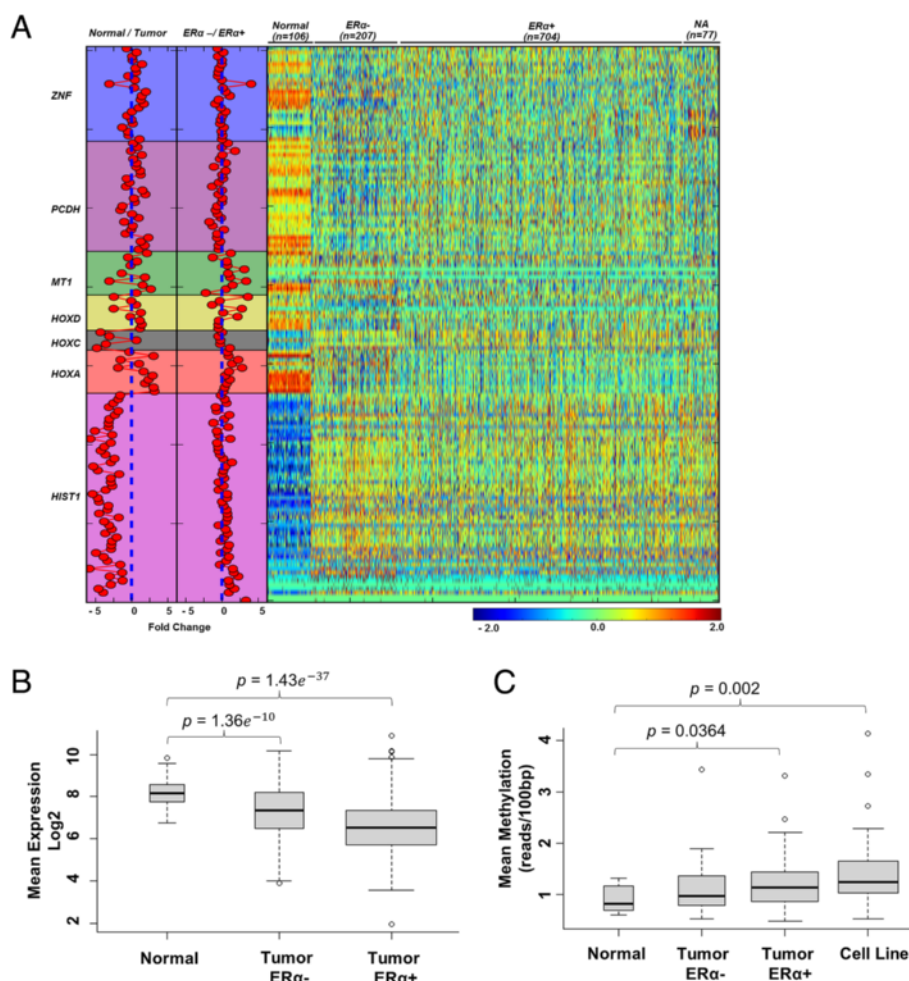 A
Normal / Tumor
ERα –/ ERα+
Normal
(n=106)
ERα-
(n=207)
ERα+
(n=704)
NA
(n=77)
ZNF
PCDH
MT1
HOXD
HOXC
HOXA
HIST1
- 5 0 5 - 5 0 5
Fold Change
- 2.0 0.0 2.0
B
p = 1.43e⁻³⁷
p = 1.36e⁻¹⁰
Mean Expression
Log2
10
8
6
4
2
Normal
Tumor
ERα-
Tumor
ERα+
C
p = 0.002
p = 0.0364
Mean Methylation
(reads/100bp)
4
3
2
1
Normal
Tumor
ERα-
Tumor
ERα+
Cell Line